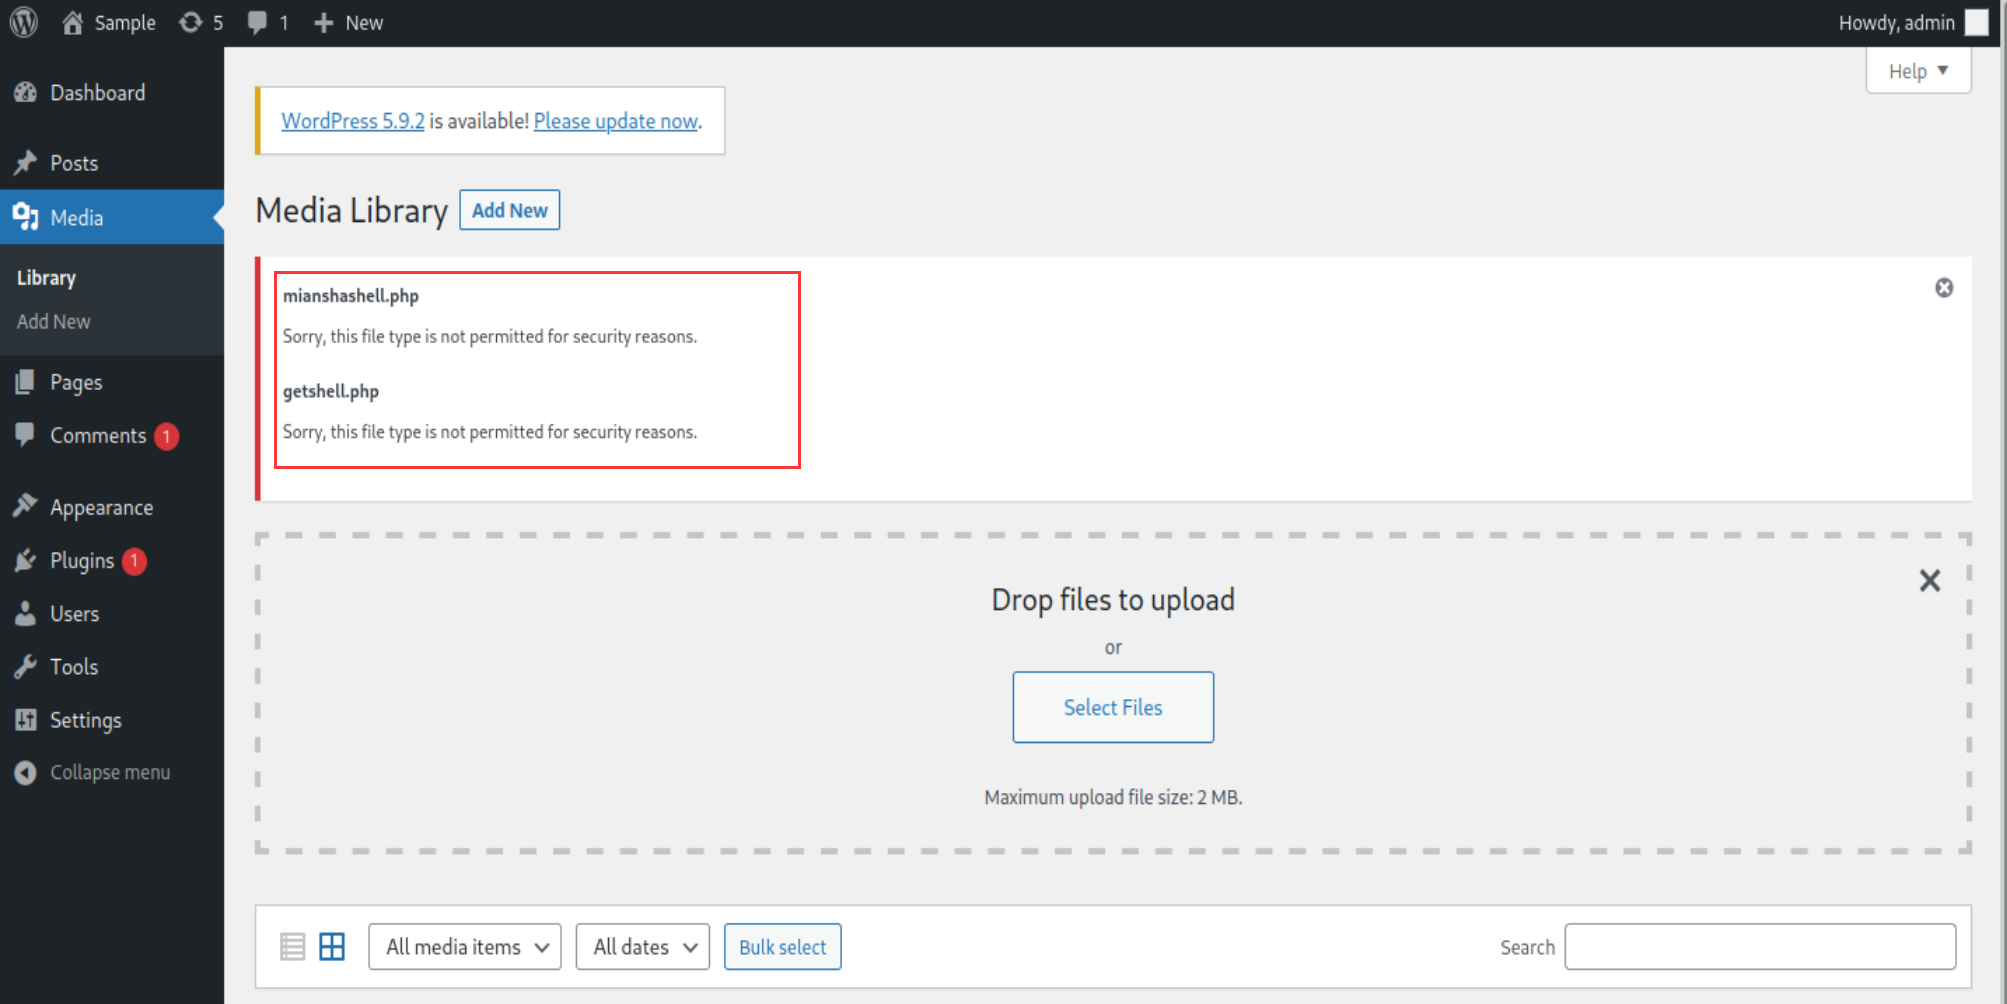 Sample 5 1 New Howdy, admin
Help
Dashboard
WordPress 5.9.2 is available! Please update now.
Posts
Media
Media Library Add New
Library
Add New
mianshashell.php
Sorry, this file type is not permitted for security reasons.
getshell.php
Sorry, this file type is not permitted for security reasons.
Pages
Comments 1
Appearance
Plugins 1
Users
Tools
Settings
Collapse menu
Drop files to upload
or
Select Files
Maximum upload file size: 2 MB.
All media items All dates Bulk select Search